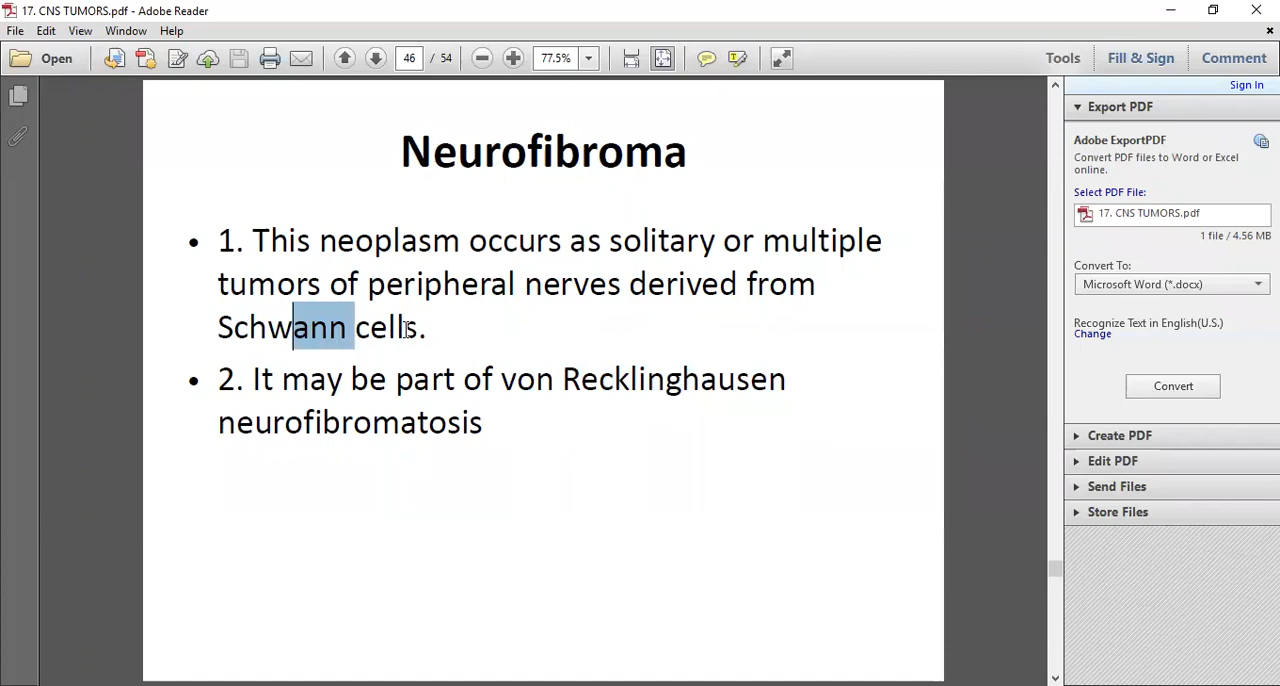 17. CNS TUMORS.pdf - Adobe Reader
File Edit View Window Help
Open 46 / 54 77.5% Tools Fill & Sign Comment
Sign In
Export PDF
Adobe ExportPDF
Convert PDF files to Word or Excel
online.
Select PDF File:
17. CNS TUMORS.pdf
1 file / 4.56 MB
Convert To:
Microsoft Word (*.docx)
Recognize Text in English(U.S.)
Change
Convert
Create PDF
Edit PDF
Send Files
Store Files
Neurofibroma
• 1. This neoplasm occurs as solitary or multiple
tumors of peripheral nerves derived from
Schwann cells.
• 2. It may be part of von Recklinghausen
neurofibromatosis